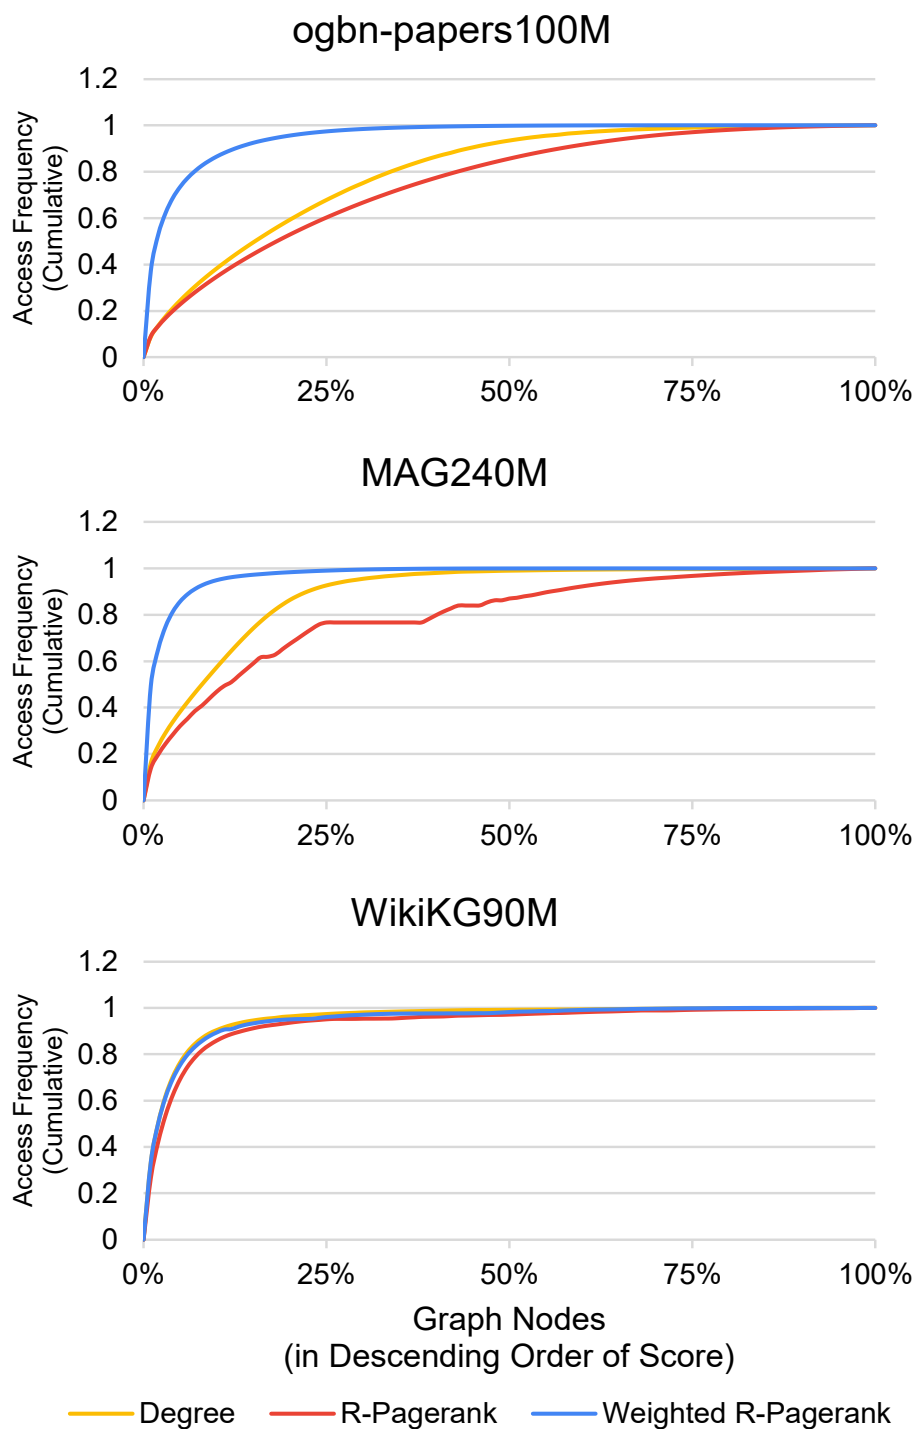 ogbn-papers100M
Access Frequency
(Cumulative)
1.2
1
0.8
0.6
0.4
0.2
0
0% 25% 50% 75% 100%
MAG240M
Access Frequency
(Cumulative)
1.2
1
0.8
0.6
0.4
0.2
0
0% 25% 50% 75% 100%
WikiKG90M
Access Frequency
(Cumulative)
1.2
1
0.8
0.6
0.4
0.2
0
0% 25% 50% 75% 100%
Graph Nodes
(in Descending Order of Score)
Degree R-Pagerank Weighted R-Pagerank